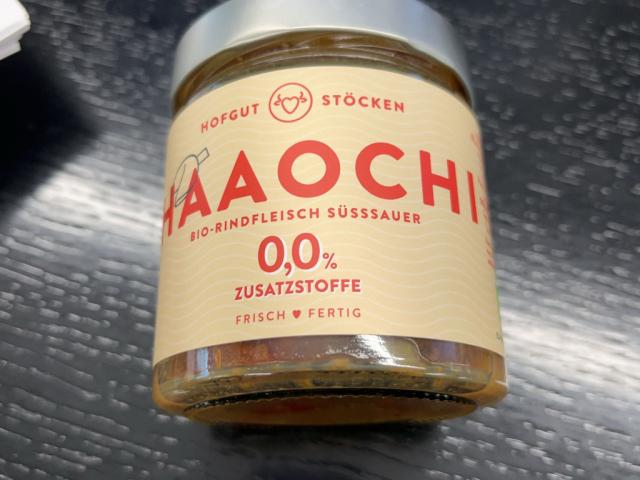 HOFGUT STÖCKEN
HAAOCHI
BIO-RINDFLEISCH SÜSSSAUER
0,0%
ZUSATZSTOFFE
FRISCH ♥ FERTIG